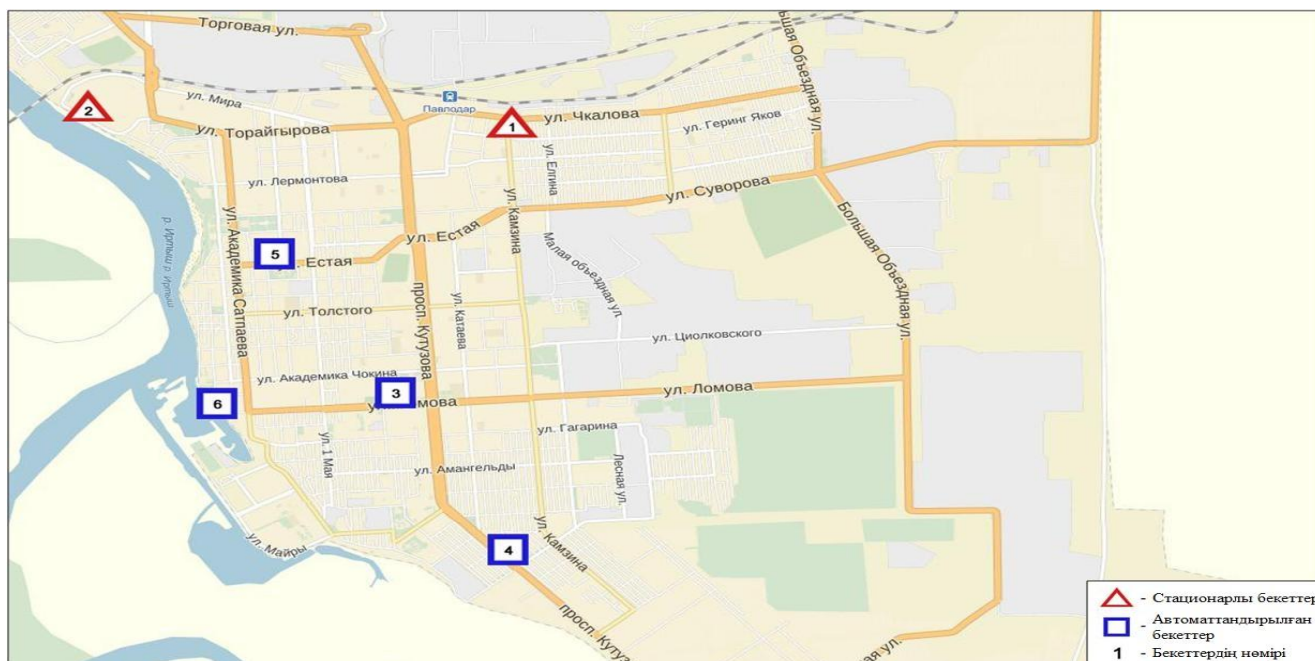 Торговая ул.
2
ул. Мира
Павлодар
1
ул. Чкалова
ул. Торайгырова
ул. Геринг Яков
Большая Объездная ул.
ул. Лермонтова
ул. Елгина
ул. Суворова
ул. Камзина
ул. Естая
р. Иртыш р. Иртыш
ул. Академика Сатпаева
5
ул. Естая
Малая объездная ул.
Большая Объездная ул.
просп. Кутузова
ул. Катаева
ул. Толстого
ул. Циолковского
ул. Академика Чокина
3
6
ул. Ломова
ул. Гагарина
ул. 1 Мая
ул. Амангельды
Лесная ул.
ул. Майры
4
ул. Камзина
просп. Кутузо
ная ул.
- Стационарлы бекеттер
- Автоматтандырылған
бекеттер
1 - Бекеттердің нөмірі